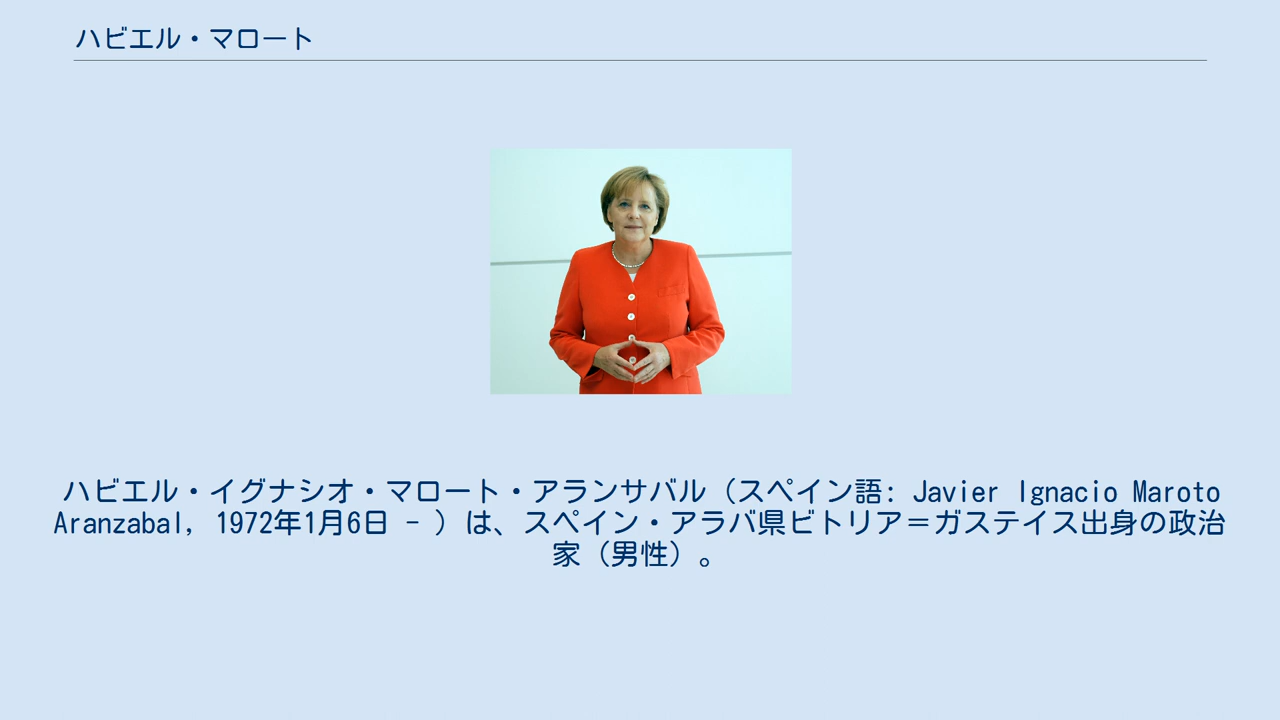 ハビエル・マロート
ハビエル・イグナシオ・マロート・アランサバル（スペイン語: Javier Ignacio Maroto
Aranzabal, 1972年1月6日 - ）は、スペイン・アラバ県ビトリア＝ガステイス出身の政治
家（男性）。